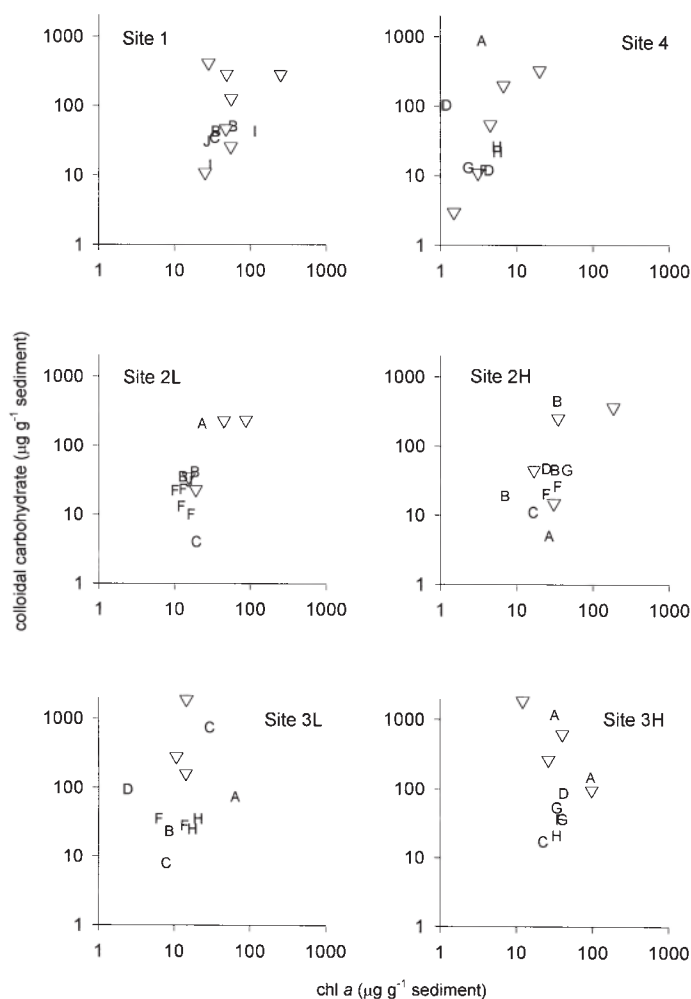 Site 1
1000
100
10
1
B
B
C
J
I
I
1 10 100 1000
Site 4
1000
100
10
1
A
D
H
H
G
D
1 10 100 1000
colloidal carbohydrate (µg g⁻¹ sediment)
Site 2L
1000
100
10
1
A
B
B
F
F
F
F
C
1 10 100 1000
Site 2H
1000
100
10
1
B
D B G
F
F
B
C
A
1 10 100 1000
Site 3L
1000
100
10
1
C
D
A
F
H
F H
B
C
1 10 100 1000
Site 3H
1000
100
10
1
A
A
D
G
G
H
C
1 10 100 1000
chl a (µg g⁻¹ sediment)